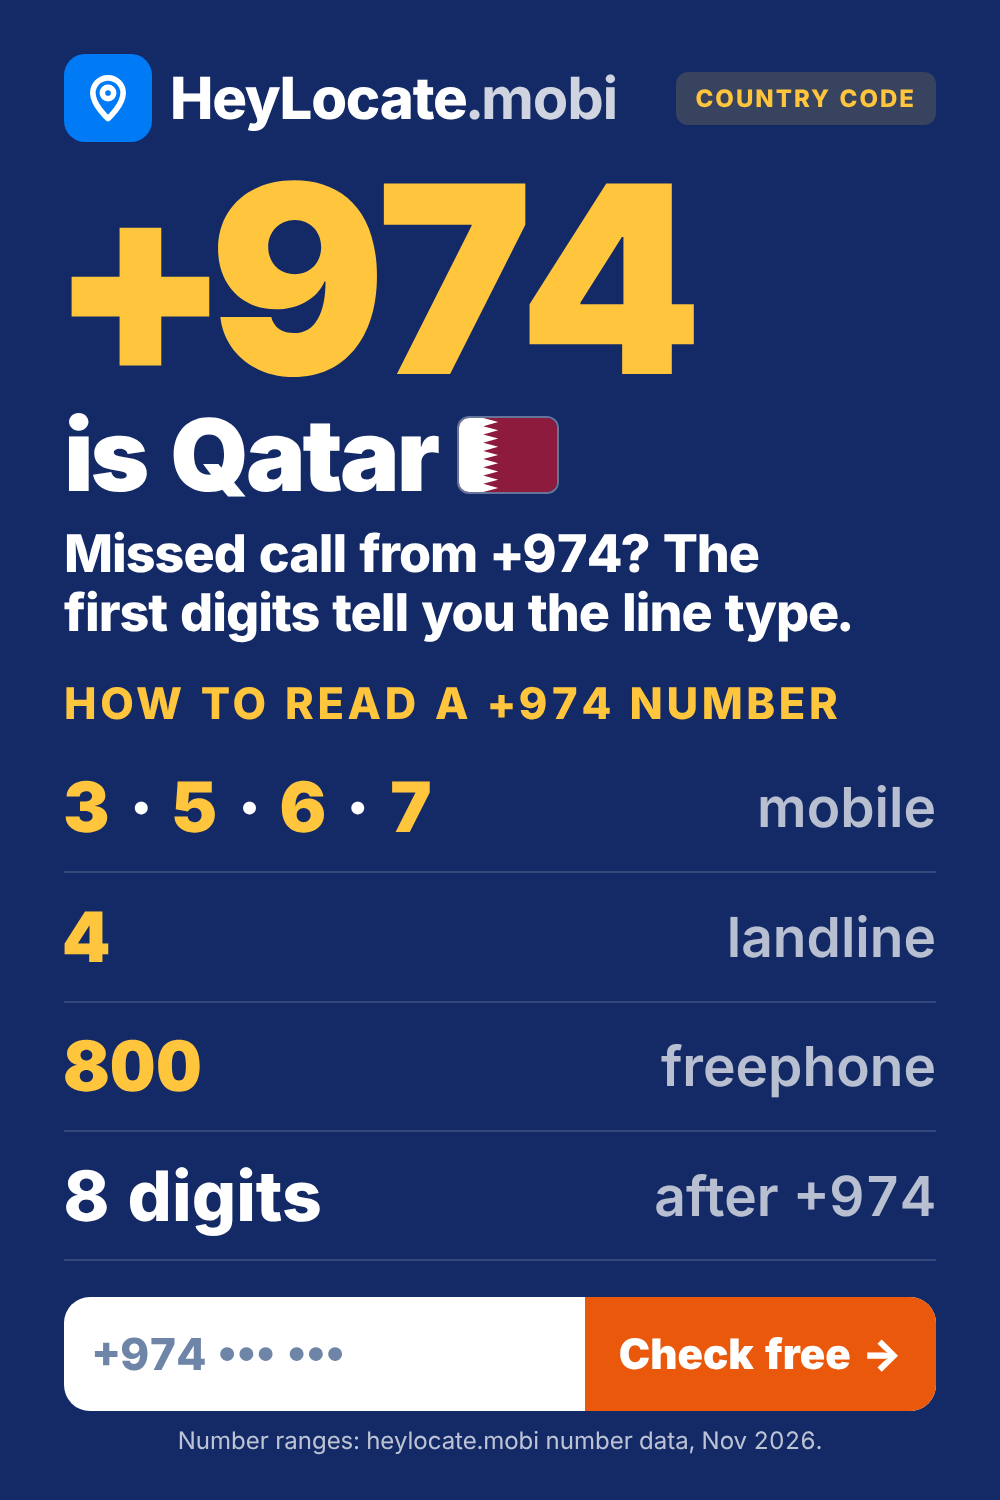 HeyLocate.mobi
COUNTRY CODE
+974
is Qatar
Missed call from +974? The
first digits tell you the line type.
HOW TO READ A +974 NUMBER
3 · 5 · 6 · 7 mobile
4 landline
800 freephone
8 digits after +974
+974 ••• •••
Check free →
Number ranges: heylocate.mobi number data, Nov 2026.